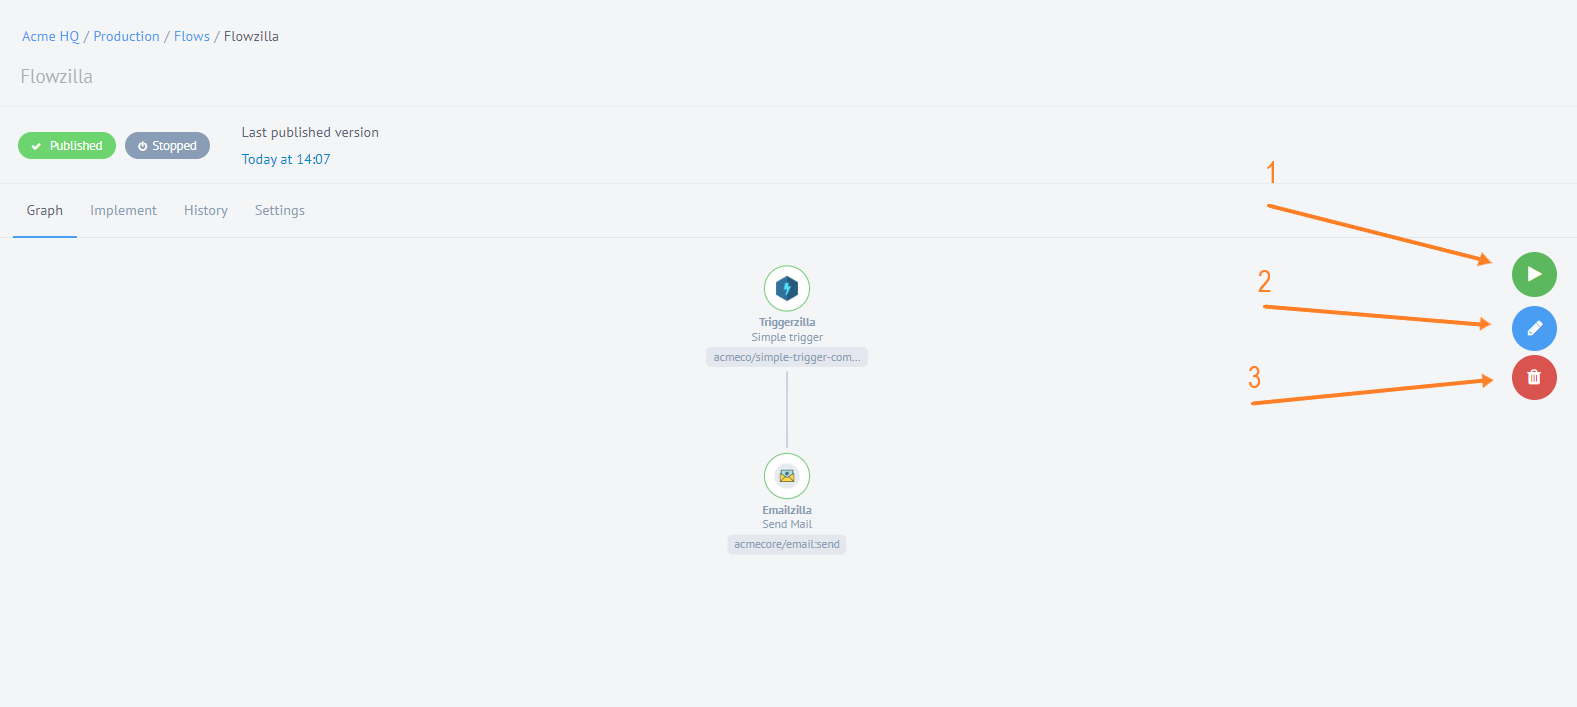 Acme HQ / Production / Flows / Flowzilla
Flowzilla
Published
Stopped
Last published version
Today at 14:07
Graph
Implement
History
Settings
1
2
3
Triggerzilla
Simple trigger
acmeco/simple-trigger-com...
Emailzilla
Send Mail
acmecore/email:send